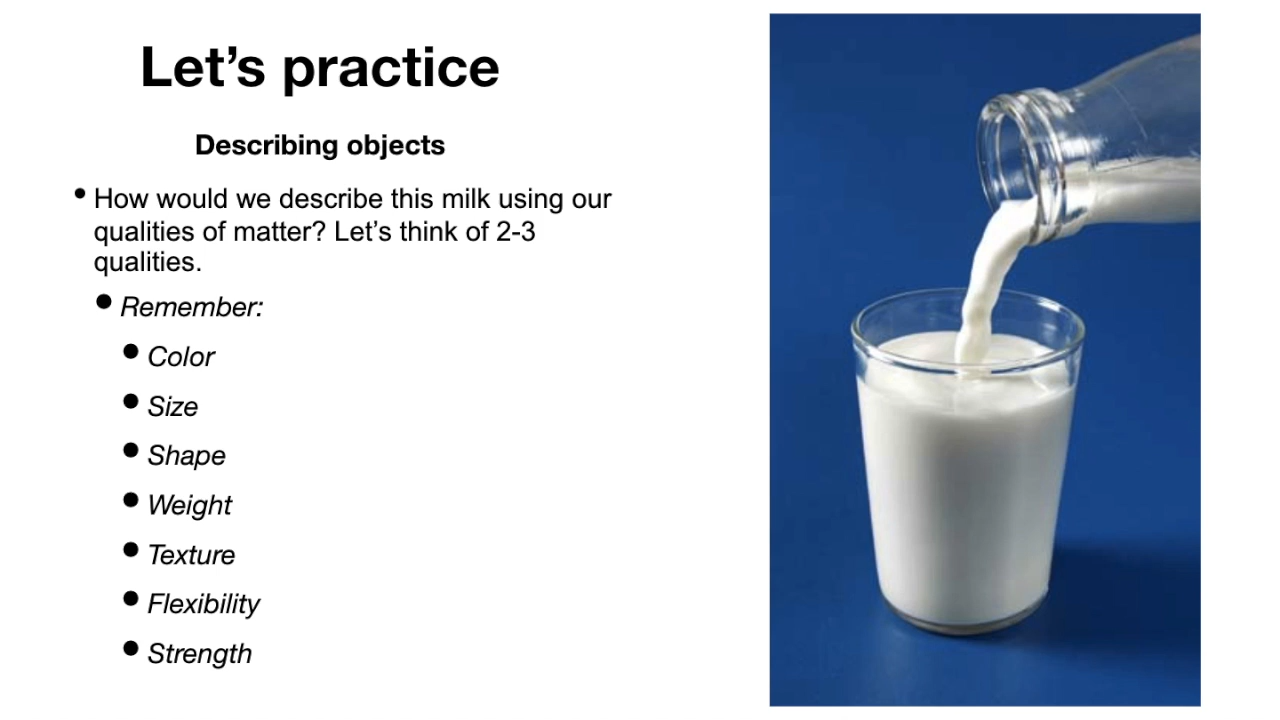 Let’s practice
Describing objects
• How would we describe this milk using our
qualities of matter? Let’s think of 2-3
qualities.
• Remember:
• Color
• Size
• Shape
• Weight
• Texture
• Flexibility
• Strength